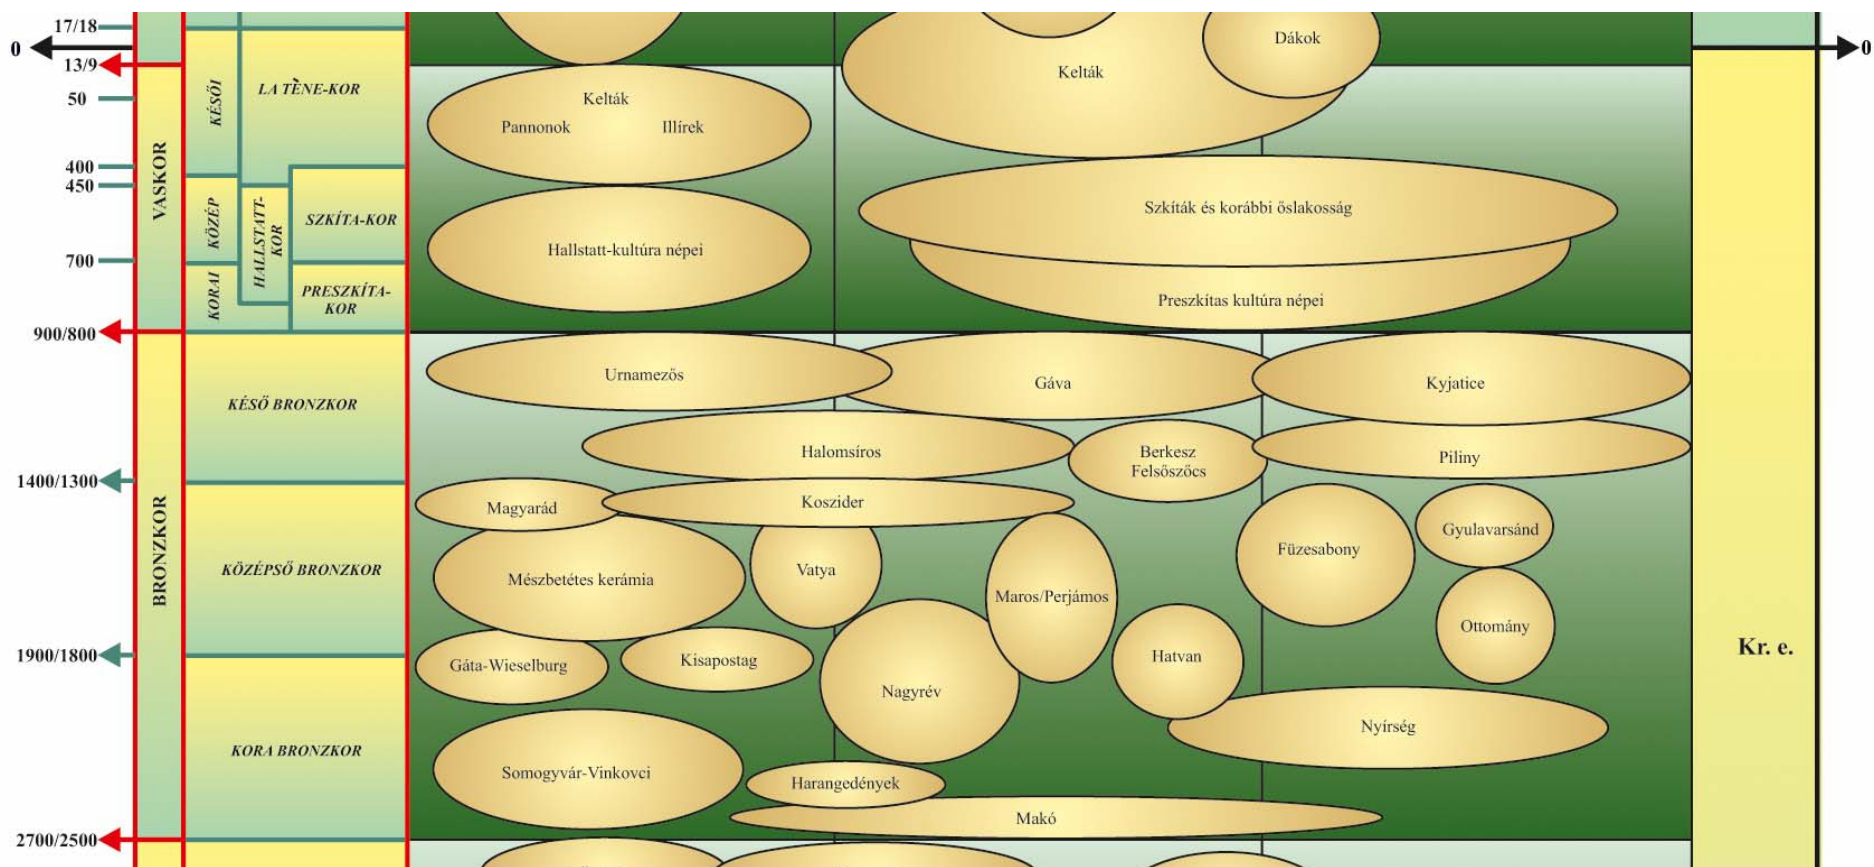 17/18
0
0
13/9
50
400
450
700
900/800
1400/1300
1900/1800
2700/2500
VASKOR
BRONZKOR
KÉSŐI
KÖZÉP
KORAI
LA TÈNE-KOR
HALLSTATT-
KOR
SZKÍTA-KOR
PRESZKÍTA-
KOR
KÉSŐ BRONZKOR
KÖZÉPSŐ BRONZKOR
KORA BRONZKOR
Dákok
Kelták
Kelták
Pannonok
Illírek
Szkíták és korábbi őslakosság
Hallstatt-kultúra népei
Preszkítas kultúra népei
Urnamezős
Gáva
Kyjatice
Halomsíros
Berkesz
Felsőszőcs
Piliny
Magyarád
Koszider
Gyulavarsánd
Füzesabony
Mészbetétes kerámia
Vatya
Maros/Perjámos
Ottomány
Gáta-Wieselburg
Kisapostag
Hatvan
Nagyrév
Nyírség
Somogyvár-Vinkovci
Harangedények
Makó
Kr. e.